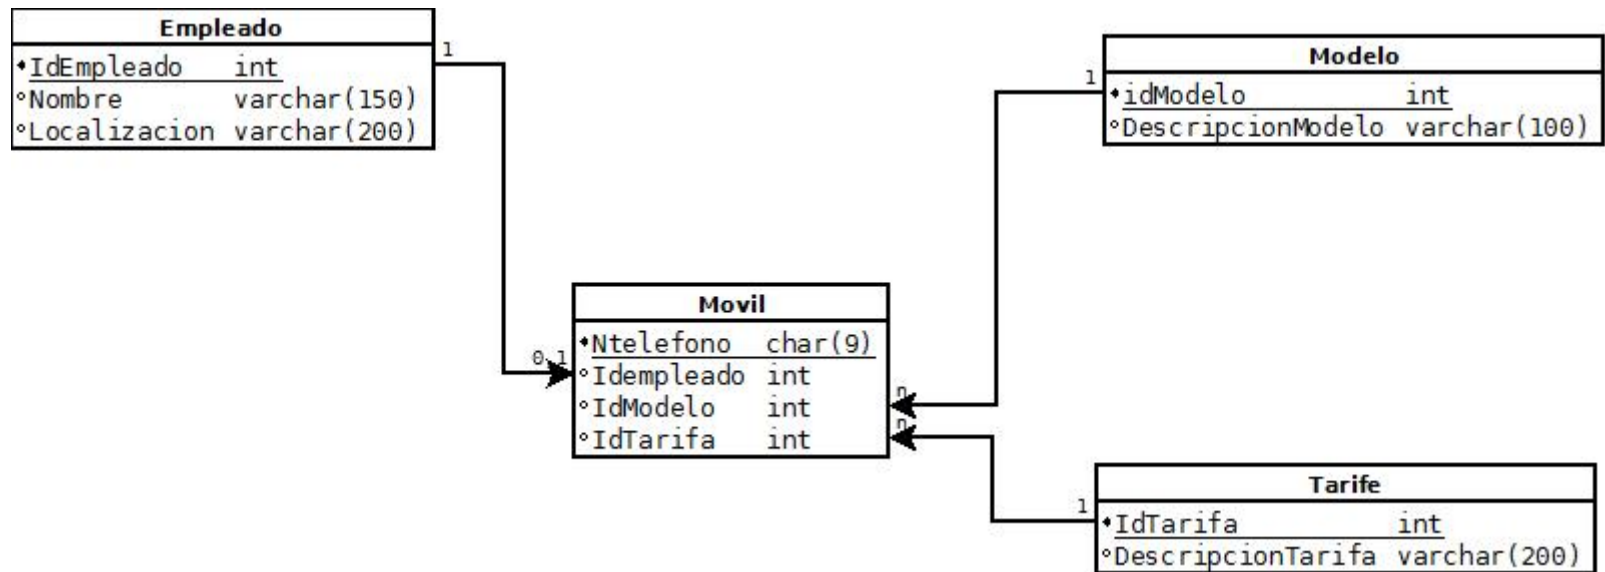 Empleado
IdEmpleado int
Nombre varchar(150)
Localizacion varchar(200)
1
Modelo
idModelo int
DescripcionModelo varchar(100)
1
Movil
Ntelefono char(9)
Idempleado int
IdModelo int
IdTarifa int
0,1
n
n
Tarife
IdTarifa int
DescripcionTarifa varchar(200)
1